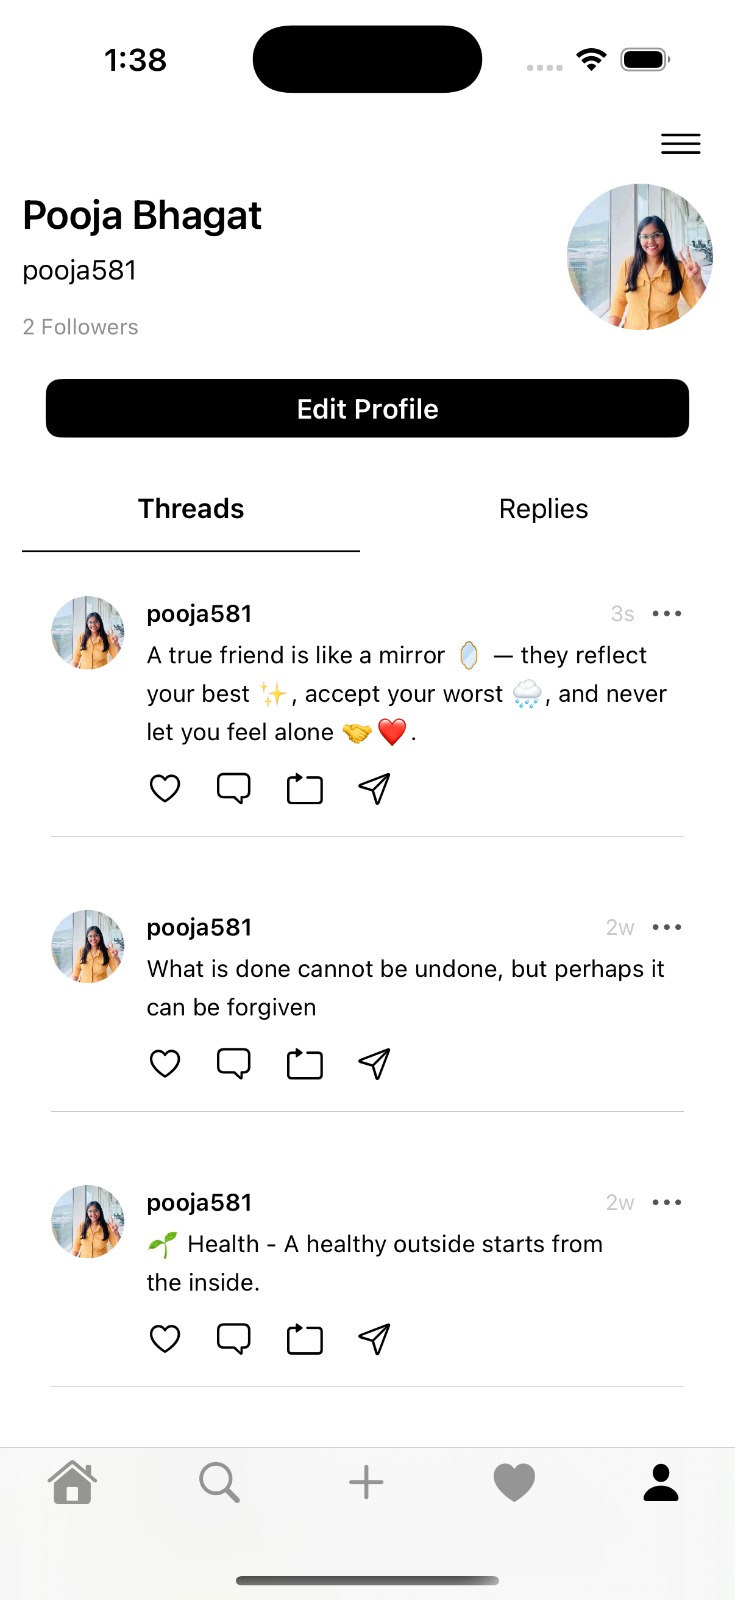 1:38
Pooja Bhagat
pooja581
2 Followers
Edit Profile
Threads Replies
pooja581 3s
A true friend is like a mirror 🪞 — they reflect
your best ✨, accept your worst 🌧️, and never
let you feel alone 🤝❤️.
pooja581 2w
What is done cannot be undone, but perhaps it
can be forgiven
pooja581 2w
🌱 Health - A healthy outside starts from
the inside.